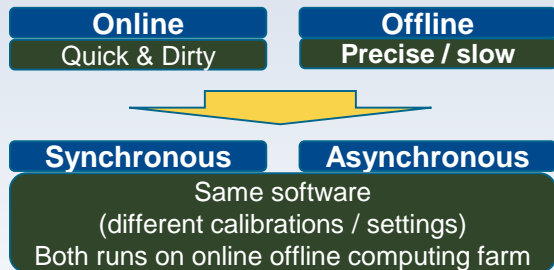 Online Offline
Quick & Dirty Precise / slow
Synchronous Asynchronous
Same software
(different calibrations / settings)
Both runs on online offline computing farm